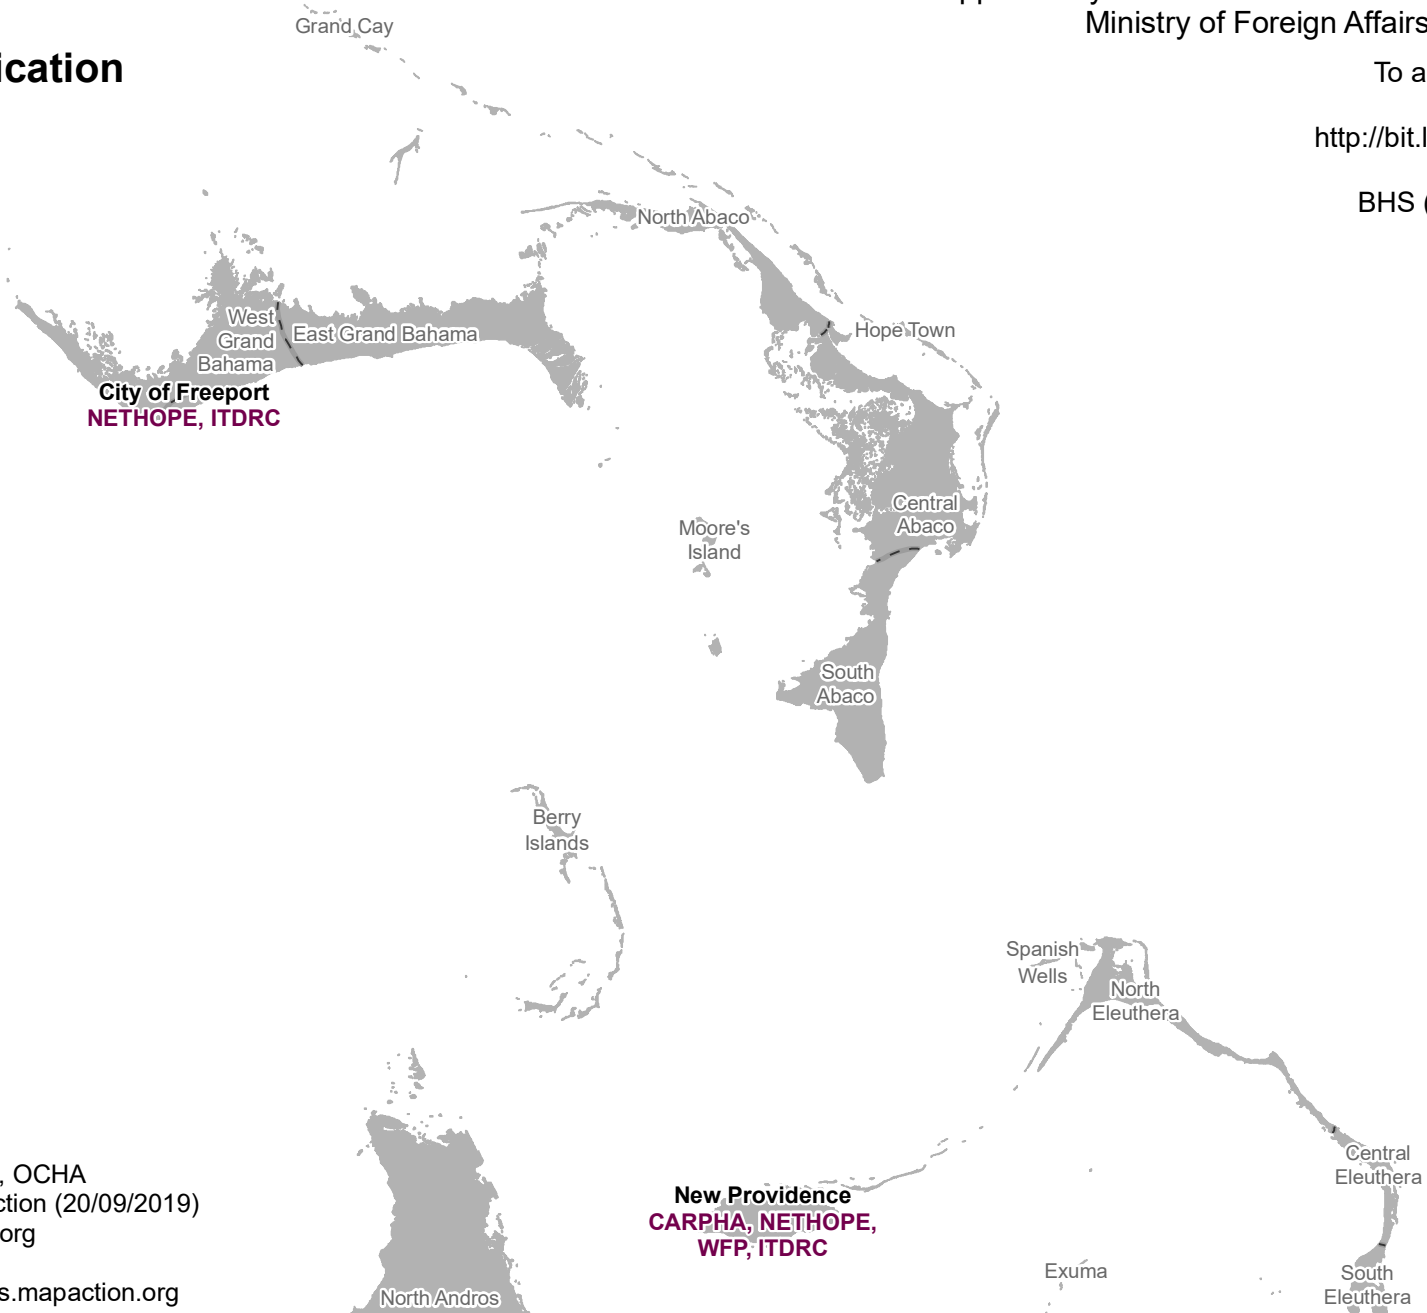 Grand Cay
Ministry of Foreign Affairs
ication
To a
http://bit.l
BHS (
North Abaco
West
Grand
Bahama
East Grand Bahama
Hope Town
City of Freeport
NETHOPE, ITDRC
Central
Abaco
Moore's
Island
South
Abaco
Berry
Islands
Spanish
Wells
North
Eleuthera
Central
Eleuthera
, OCHA
ction (20/09/2019)
org
s.mapaction.org
New Providence
CARPHA, NETHOPE,
WFP, ITDRC
Exuma
South
Eleuthera
North Andros